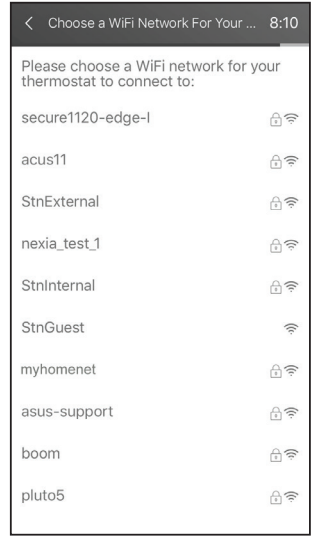 Choose a WiFi Network For Your ... 8:10
Please choose a WiFi network for your
thermostat to connect to:
secure1120-edge-I
acus11
StnExternal
nexia_test_1
StnInternal
StnGuest
myhomenet
asus-support
boom
pluto5